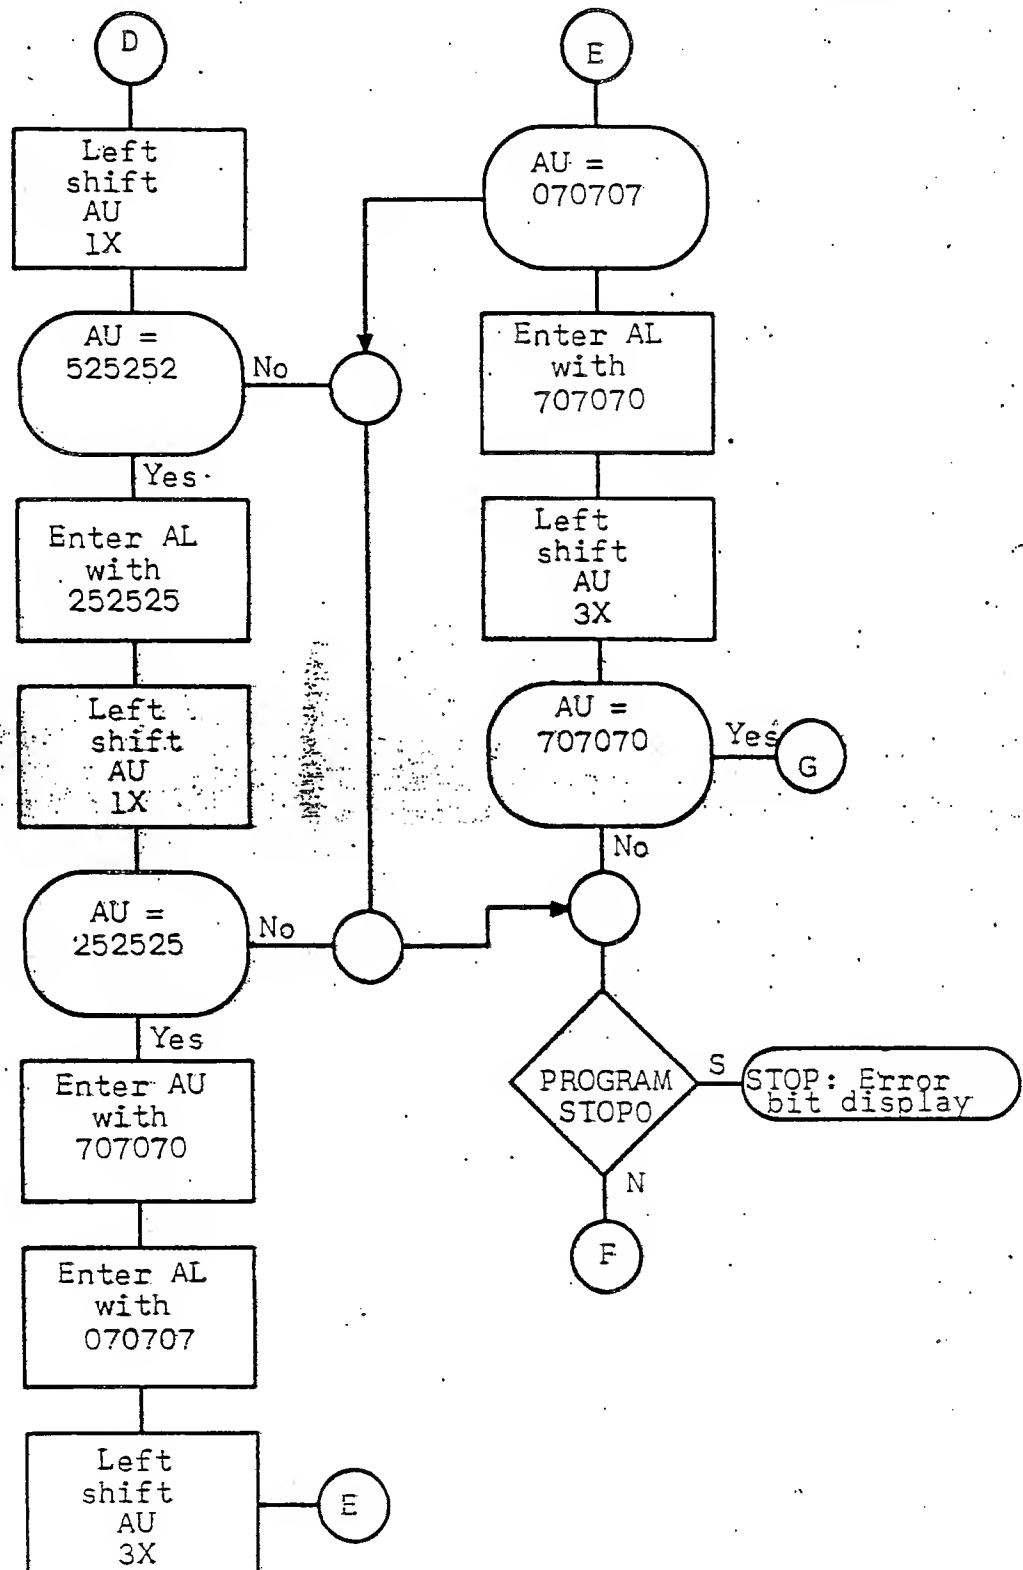 D
Left
shift
AU
1X
AU =
525252
No
Yes
Enter AL
with
252525
Left
shift
AU
1X
AU =
252525
No
Yes
Enter AU
with
707070
Enter AL
with
070707
Left
shift
AU
3X
E
E
AU =
070707
Enter AL
with
707070
Left
shift
AU
3X
AU =
707070
Yes
G
No
PROGRAM
STOP0
S
STOP: Error
bit display
N
F